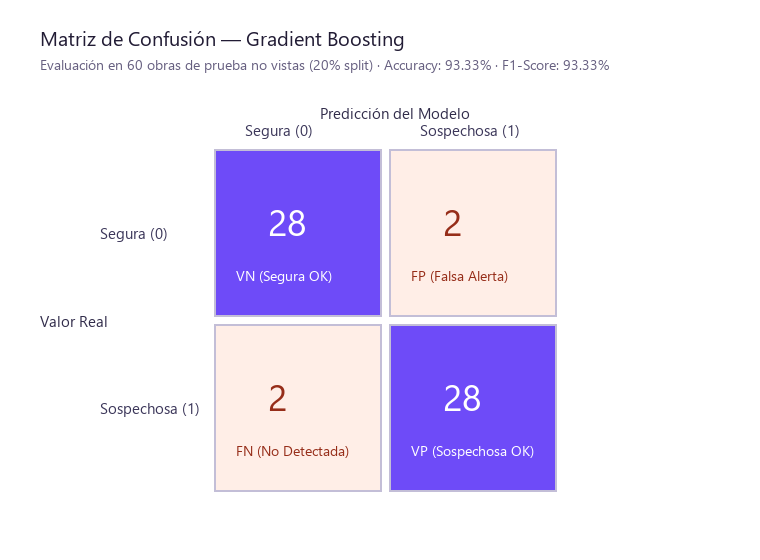 Matriz de Confusión — Gradient Boosting
Evaluación en 60 obras de prueba no vistas (20% split) · Accuracy: 93.33% · F1-Score: 93.33%
Predicción del Modelo
Segura (0) Sospechosa (1)
Segura (0)
28
VN (Segura OK)
2
FP (Falsa Alerta)
Valor Real
Sospechosa (1)
2
FN (No Detectada)
28
VP (Sospechosa OK)